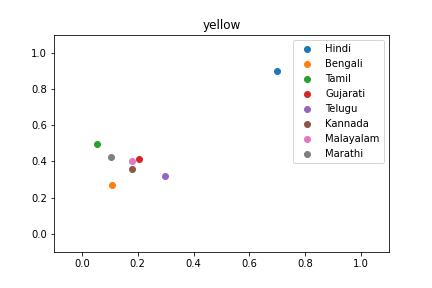 yellow
1.0
0.8
0.6
0.4
0.2
0.0
Hindi
Bengali
Tamil
Gujarati
Telugu
Kannada
Malayalam
Marathi
0.0 0.2 0.4 0.6 0.8 1.0